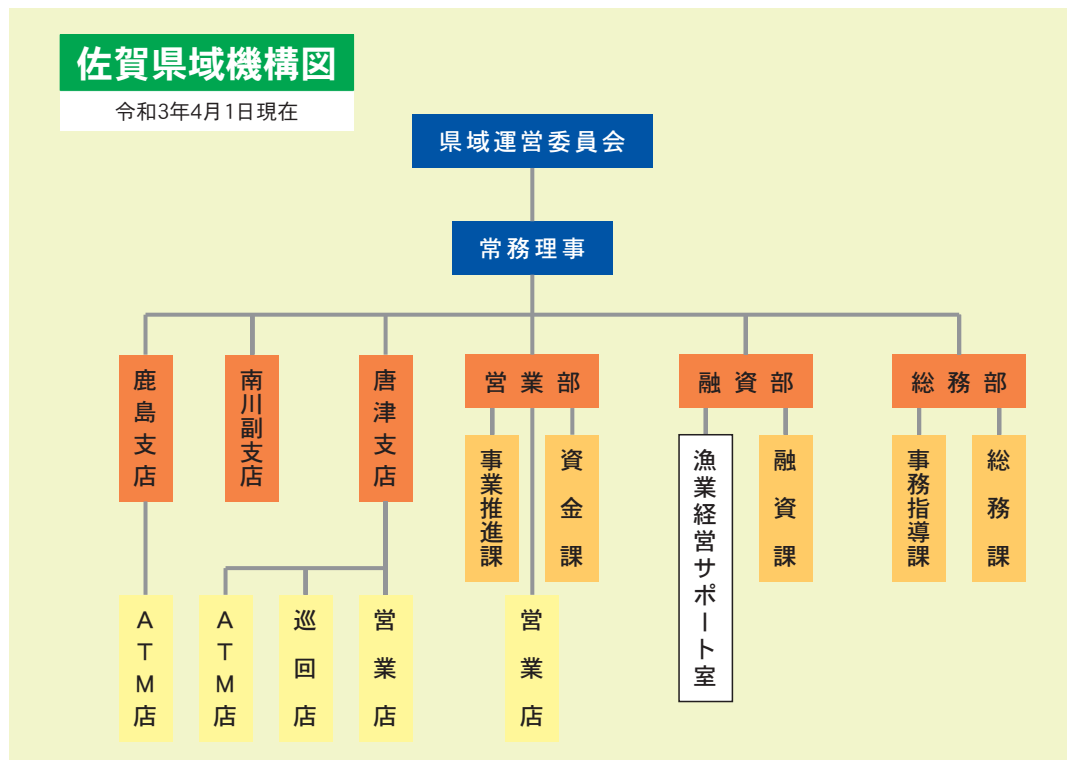 佐賀県域機構図
令和3年4月1日現在
県域運営委員会
常務理事
鹿島支店
南川副支店
唐津支店
営業部
融資部
総務部
事業推進課
資金課
漁業経営サポート室
融資課
事務指導課
総務課
ATM店
ATM店
巡回店
営業店
営業店